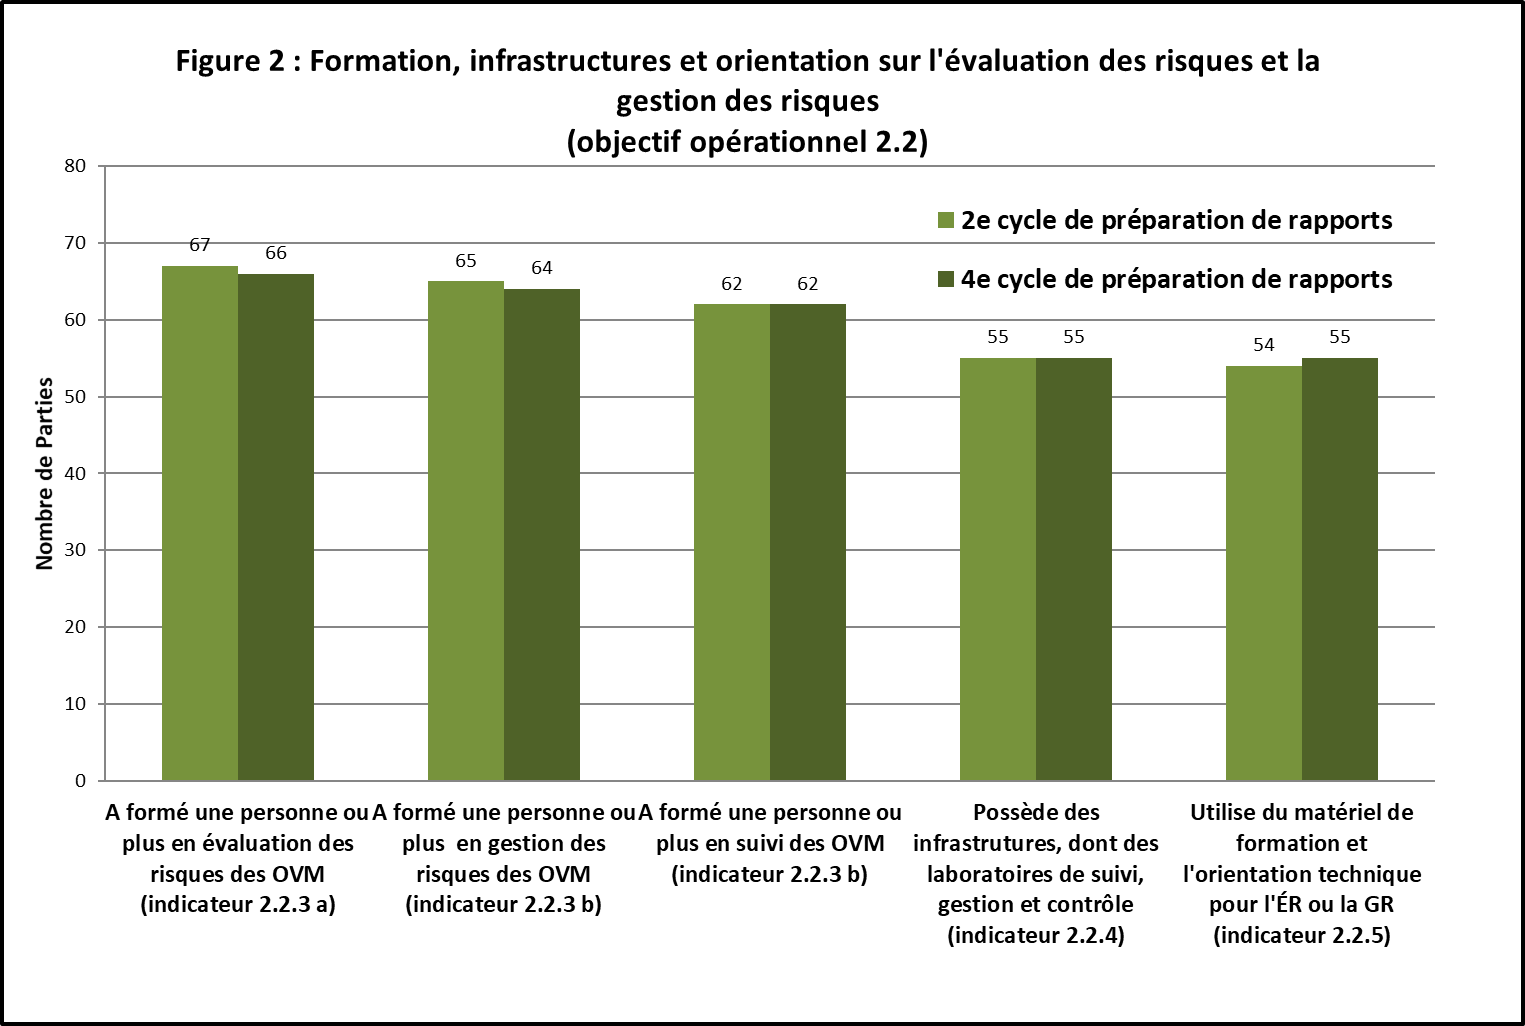 Figure 2 : Formation, infrastructures et orientation sur l'évaluation des risques et la
gestion des risques
(objectif opérationnel 2.2)
80
70
60
50
40
30
20
10
0
Nombre de Parties
2e cycle de préparation de rapports
4e cycle de préparation de rapports
67
66
65
64
62
62
55
55
54
55
A formé une personne ou
plus en évaluation des
risques des OVM
(indicateur 2.2.3 a)
A formé une personne ou
plus en gestion des
risques des OVM
(indicateur 2.2.3 b)
A formé une personne ou
plus en suivi des OVM
(indicateur 2.2.3 b)
Possède des
infrastrutures, dont des
laboratoires de suivi,
gestion et contrôle
(indicateur 2.2.4)
Utilise du matériel de
formation et
l'orientation technique
pour l'ÉR ou la GR
(indicateur 2.2.5)